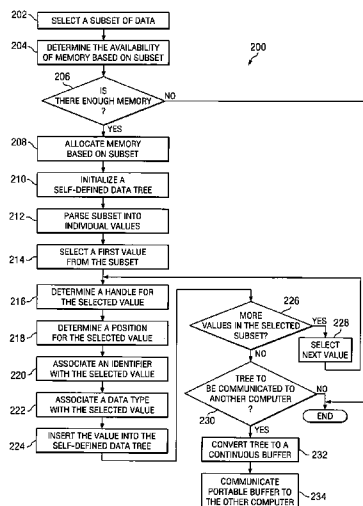 202
SELECT A SUBSET OF DATA
204
DETERMINE THE AVAILABILITY
OF MEMORY BASED ON SUBSET
200
206
IS
THERE ENOUGH MEMORY
?
NO
YES
208
ALLOCATE MEMORY
BASED ON SUBSET
210
INITIALIZE A
SELF-DEFINED DATA TREE
212
PARSE SUBSET INTO
INDIVIDUAL VALUES
214
SELECT A FIRST VALUE
FROM THE SUBSET
216
DETERMINE A HANDLE FOR
THE SELECTED VALUE
218
DETERMINE A POSITION
FOR THE SELECTED VALUE
220
ASSOCIATE AN IDENTIFIER
WITH THE SELECTED VALUE
222
ASSOCIATE A DATA TYPE
WITH THE SELECTED VALUE
224
INSERT THE VALUE INTO THE
SELF-DEFINED DATA TREE
226
MORE
VALUES IN THE SELECTED
SUBSET?
YES
228
SELECT
NEXT VALUE
NO
TREE TO
BE COMMUNICATED TO
ANOTHER COMPUTER
?
NO
230
END
YES
CONVERT TREE TO A
CONTINUOUS BUFFER
232
COMMUNICATE
PORTABLE BUFFER TO
THE OTHER COMPUTER
234